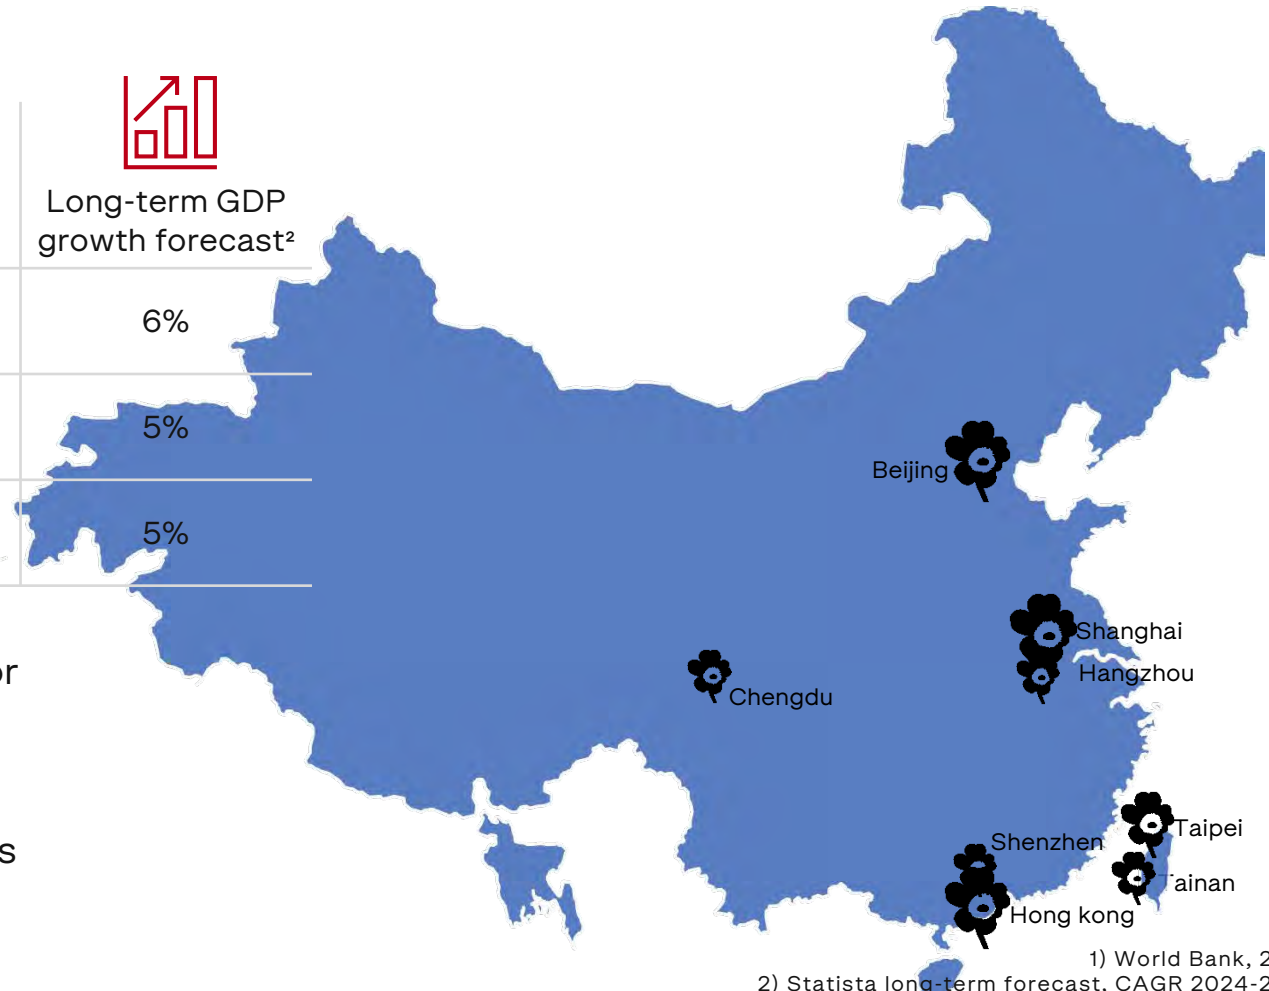 Long-term GDP
growth forecast²
6%
5%
5%
or
s
Beijing
Shanghai
Hangzhou
Chengdu
Taipei
Shenzhen
Tainan
Hong kong
1) World Bank, 2
2) Statista long-term forecast, CAGR 2024-2